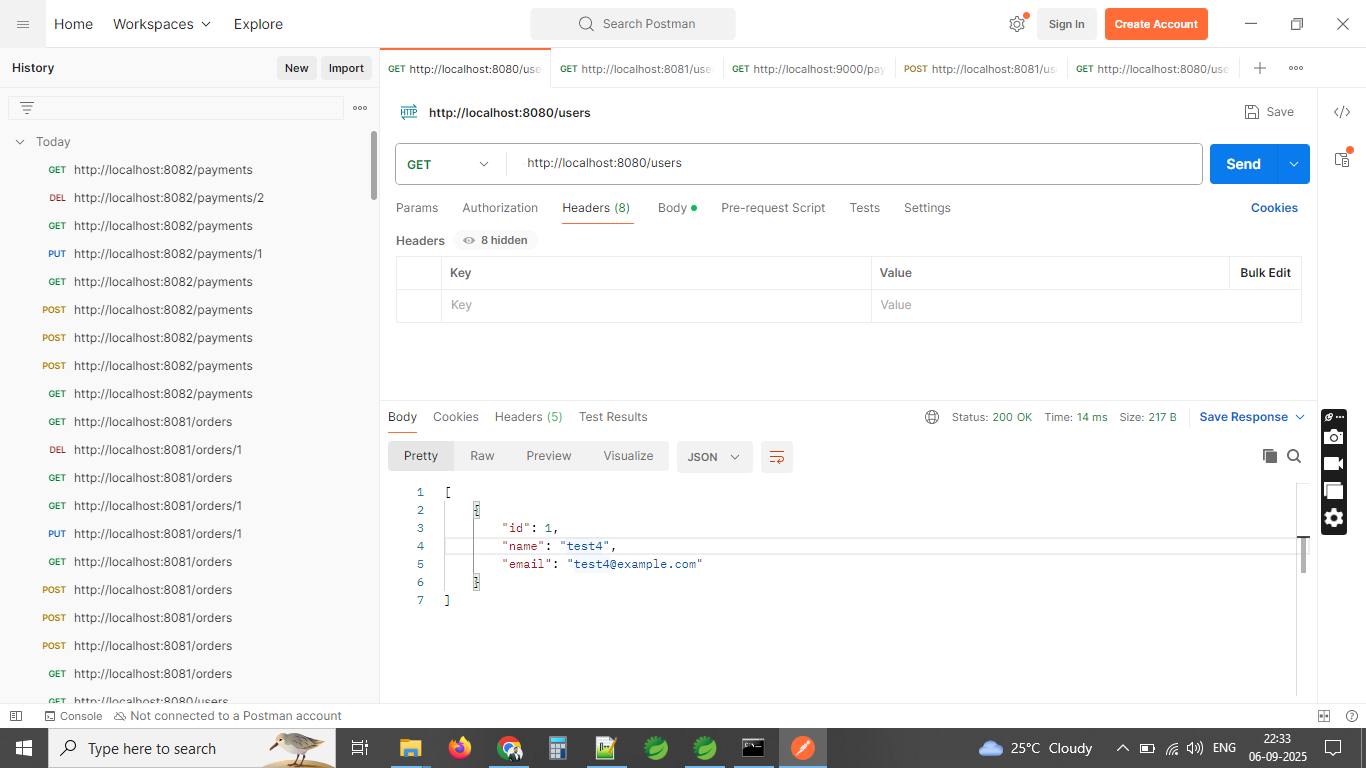 Home Workspaces Explore Search Postman Sign In Create Account
History New Import
GET http://localhost:8080/use GET http://localhost:8081/use GET http://localhost:9000/pay POST http://localhost:8081/us GET http://localhost:8080/use
HTTP http://localhost:8080/users Save
GET http://localhost:8080/users Send
Params Authorization Headers (8) Body Pre-request Script Tests Settings Cookies
Headers 8 hidden
Key Value Bulk Edit
Key Value
Today
GET http://localhost:8082/payments
DEL http://localhost:8082/payments/2
GET http://localhost:8082/payments
PUT http://localhost:8082/payments/1
GET http://localhost:8082/payments
POST http://localhost:8082/payments
POST http://localhost:8082/payments
POST http://localhost:8082/payments
GET http://localhost:8082/payments
GET http://localhost:8081/orders
DEL http://localhost:8081/orders/1
GET http://localhost:8081/orders
GET http://localhost:8081/orders/1
PUT http://localhost:8081/orders/1
GET http://localhost:8081/orders
POST http://localhost:8081/orders
POST http://localhost:8081/orders
POST http://localhost:8081/orders
GET http://localhost:8081/orders
GET http://localhost:8080/users
Body Cookies Headers (5) Test Results Status: 200 OK Time: 14 ms Size: 217 B Save Response
Pretty Raw Preview Visualize JSON
1 [
2 {
3 "id": 1,
4 "name": "test4",
5 "email": "test4@example.com"
6 }
7 ]
Console Not connected to a Postman account
Type here to search 25°C Cloudy ENG 22:33
06-09-2025